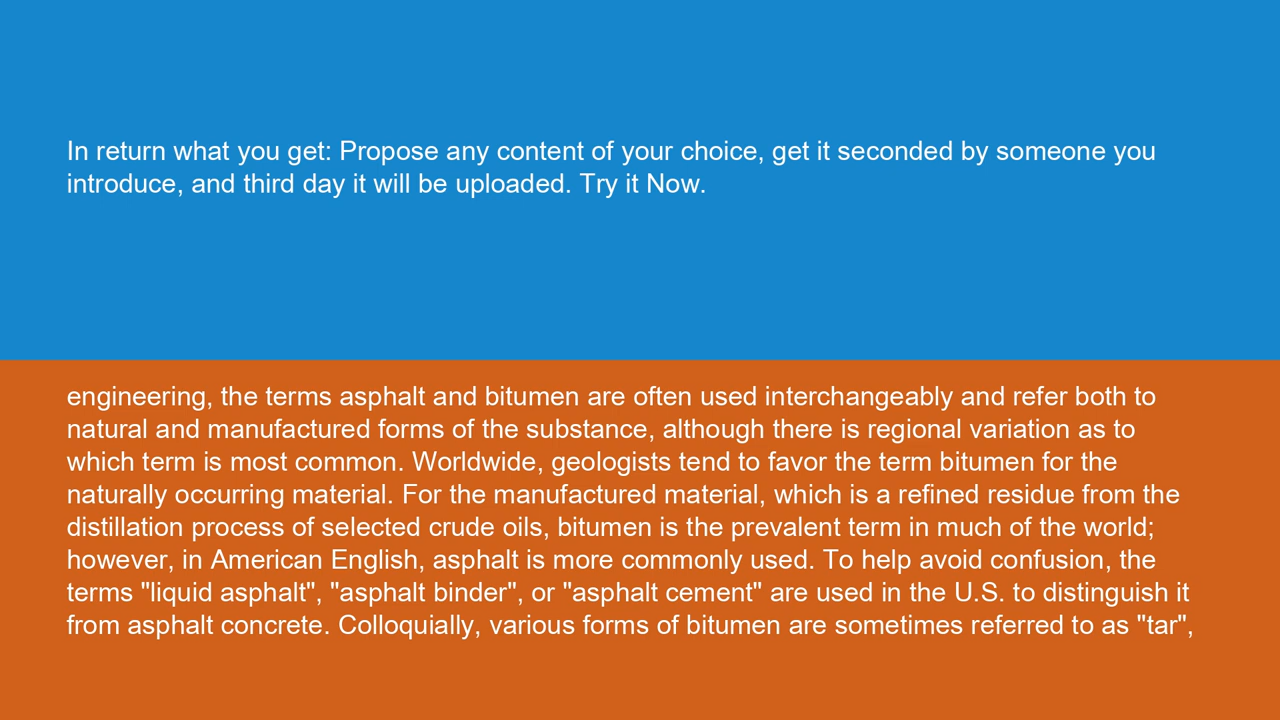 In return what you get: Propose any content of your choice, get it seconded by someone you
introduce, and third day it will be uploaded. Try it Now.
engineering, the terms asphalt and bitumen are often used interchangeably and refer both to
natural and manufactured forms of the substance, although there is regional variation as to
which term is most common. Worldwide, geologists tend to favor the term bitumen for the
naturally occurring material. For the manufactured material, which is a refined residue from the
distillation process of selected crude oils, bitumen is the prevalent term in much of the world;
however, in American English, asphalt is more commonly used. To help avoid confusion, the
terms "liquid asphalt", "asphalt binder", or "asphalt cement" are used in the U.S. to distinguish it
from asphalt concrete. Colloquially, various forms of bitumen are sometimes referred to as "tar",